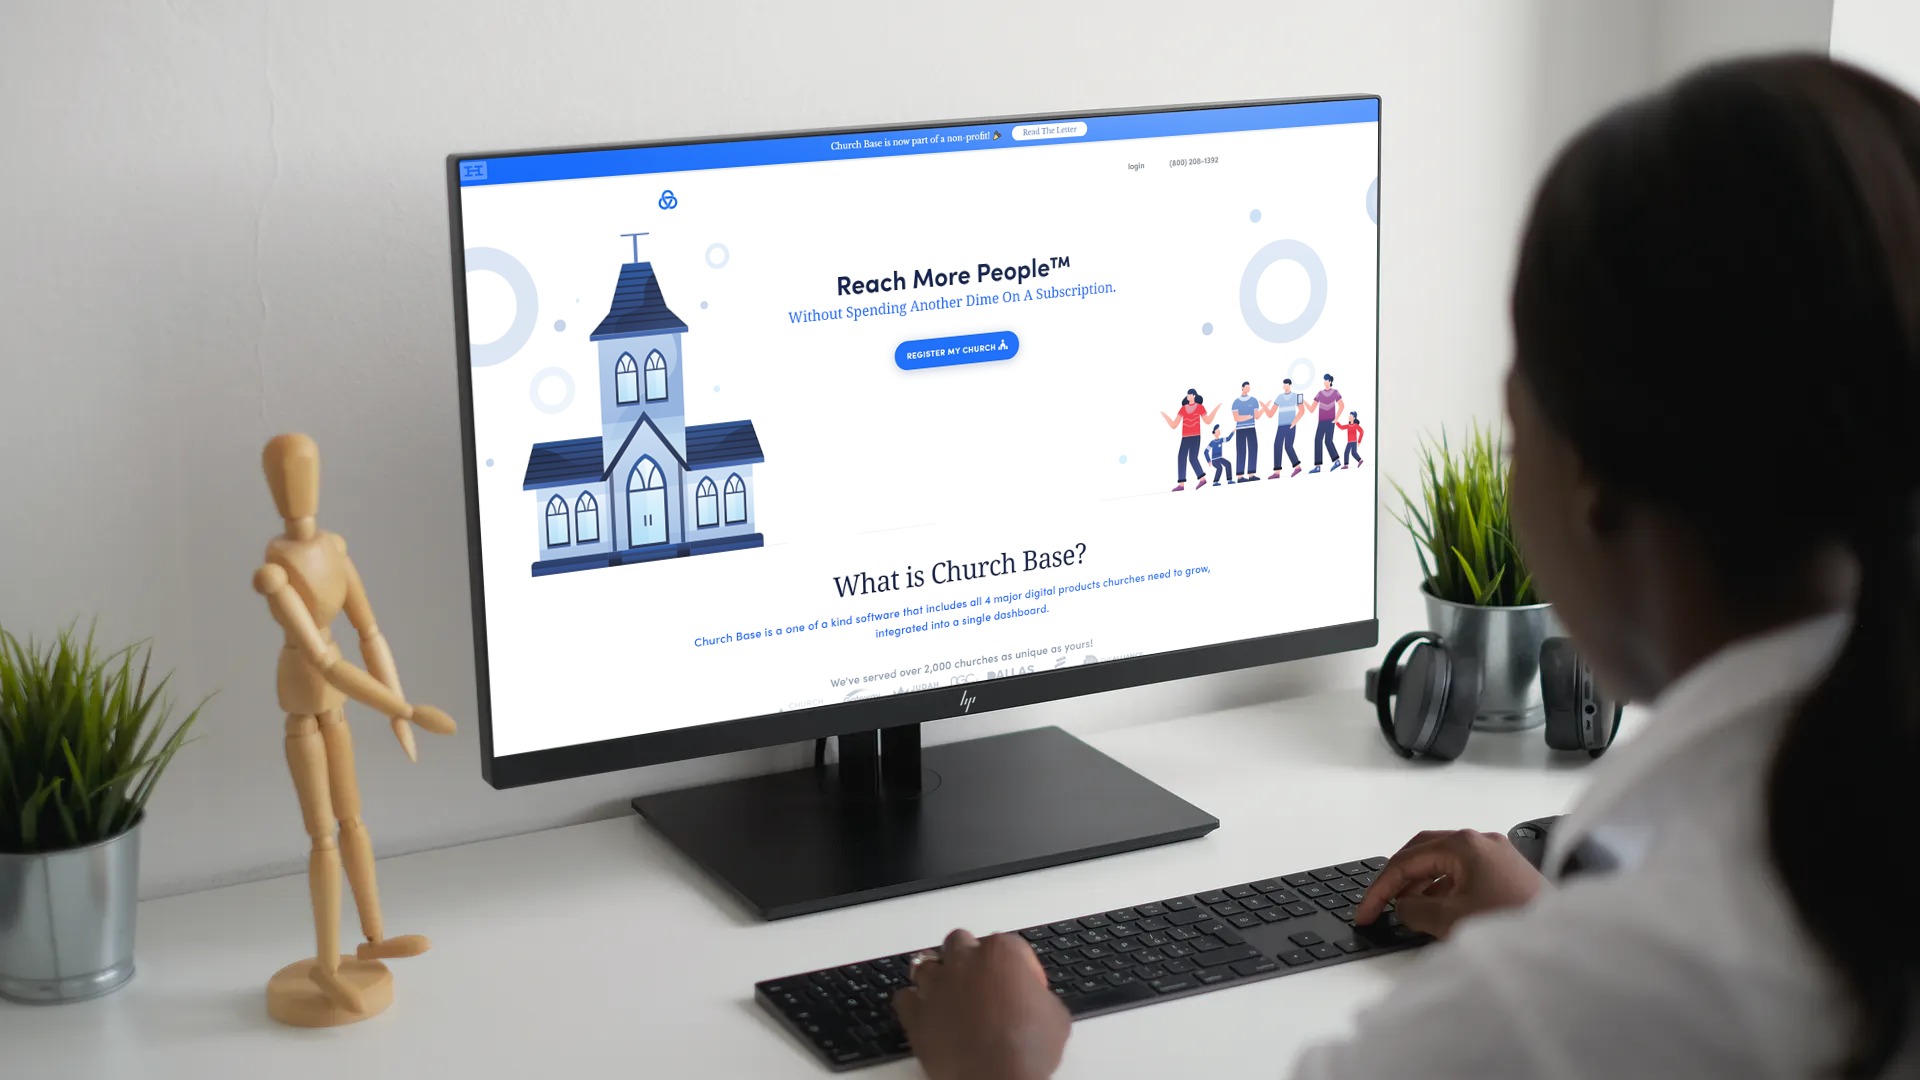 Church Base is now part of a non-profit!
Read The Letter
login
(800) 208-1392
Reach More People™
Without Spending Another Dime On A Subscription.
REGISTER MY CHURCH
What is Church Base?
Church Base is a one of a kind software that includes all 4 major digital products churches need to grow,
integrated into a single dashboard.
We've served over 2,000 churches as unique as yours!
CHURCH
JUDAH
DALLAS
hp